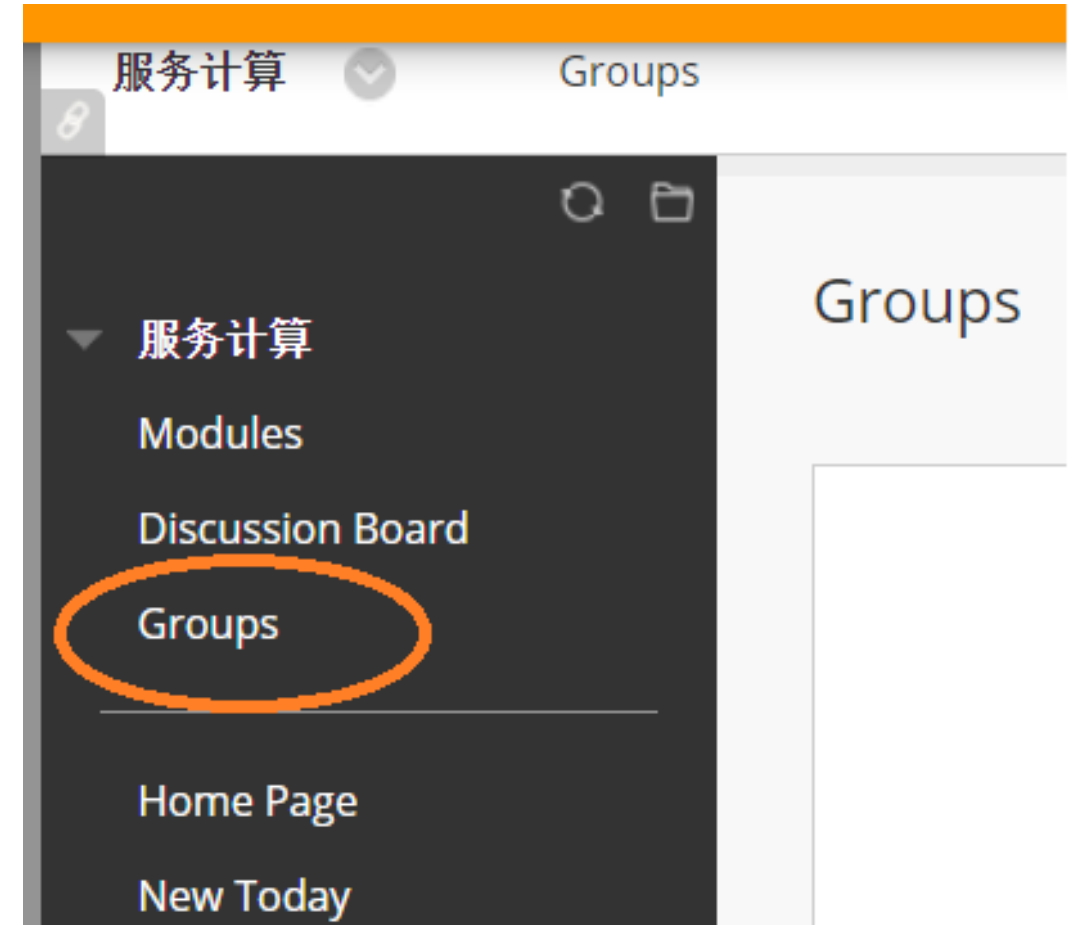 服务计算 Groups
服务计算
Modules
Discussion Board
Groups
Home Page
New Today
Groups